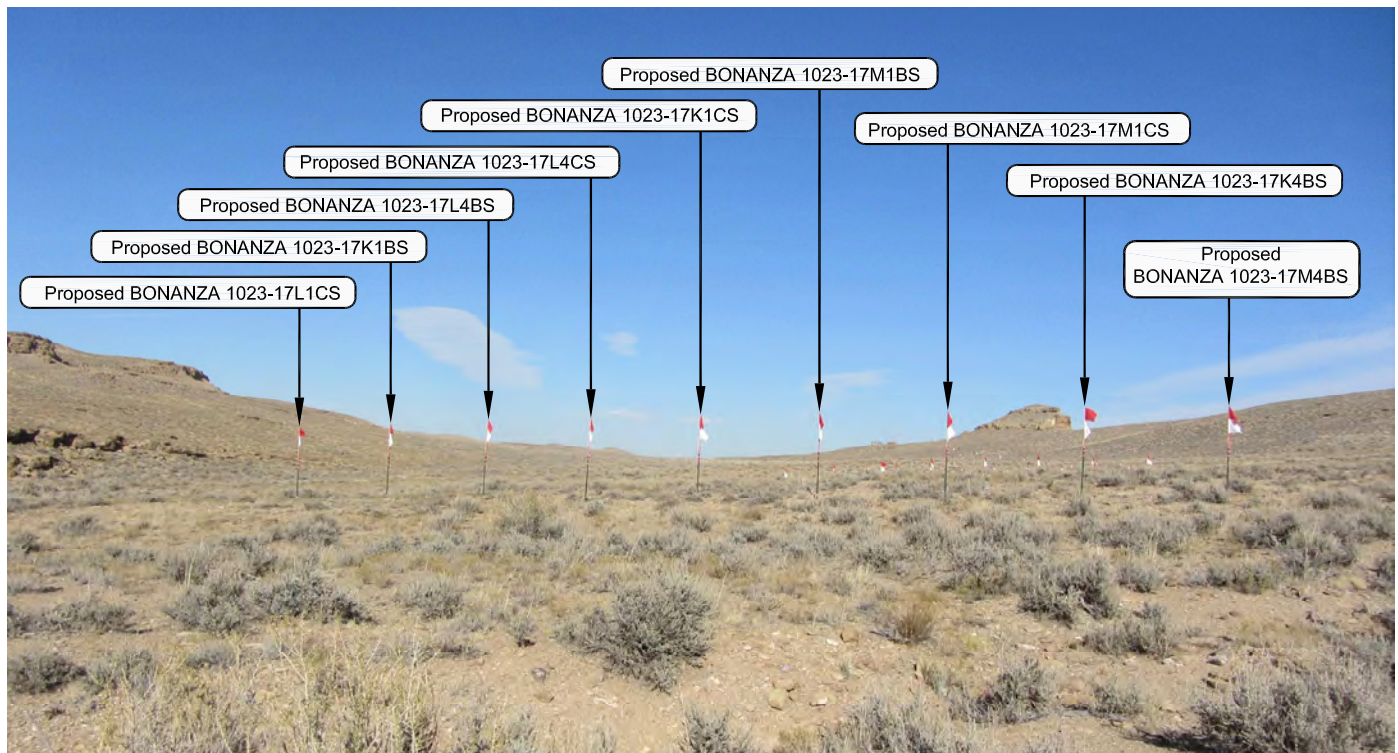 Proposed BONANZA 1023-17M1BS
Proposed BONANZA 1023-17K1CS
Proposed BONANZA 1023-17M1CS
Proposed BONANZA 1023-17L4CS
Proposed BONANZA 1023-17K4BS
Proposed BONANZA 1023-17L4BS
Proposed BONANZA 1023-17K1BS
Proposed
BONANZA 1023-17M4BS
Proposed BONANZA 1023-17L1CS